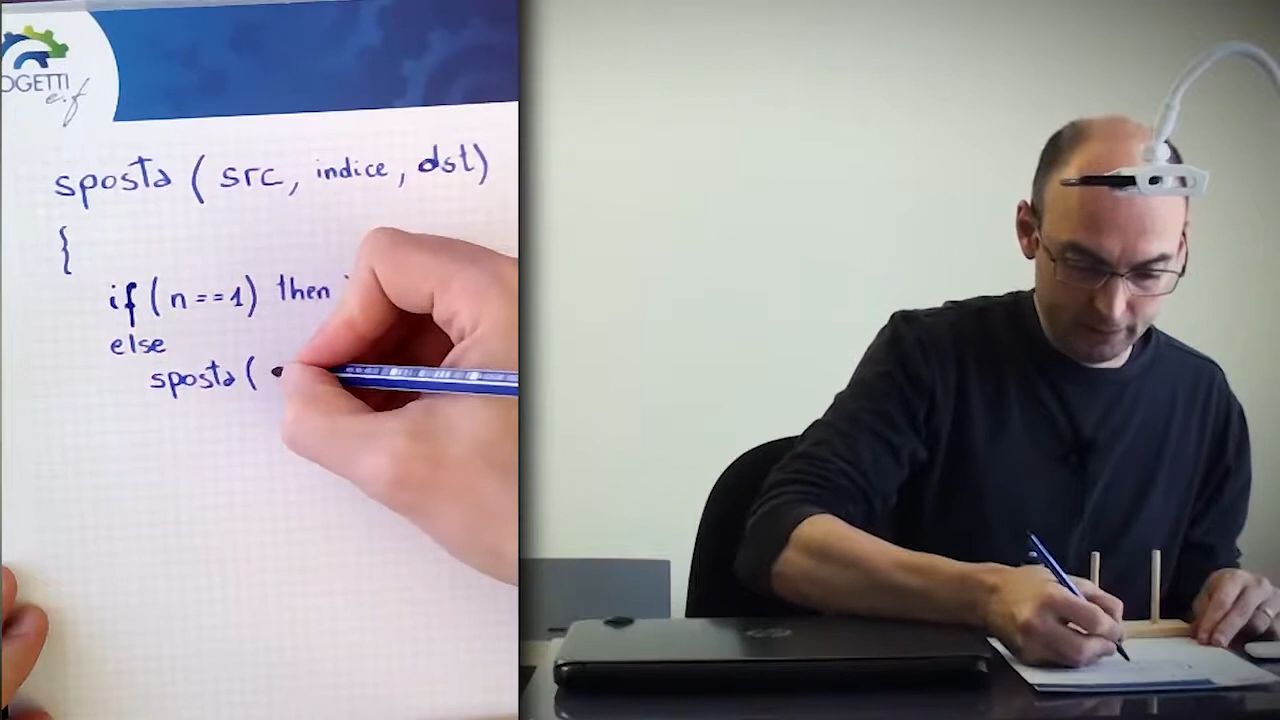 OGETTI
e.f
sposta ( src, indice, dst)
{
if ( n == 1) then
else
sposta (